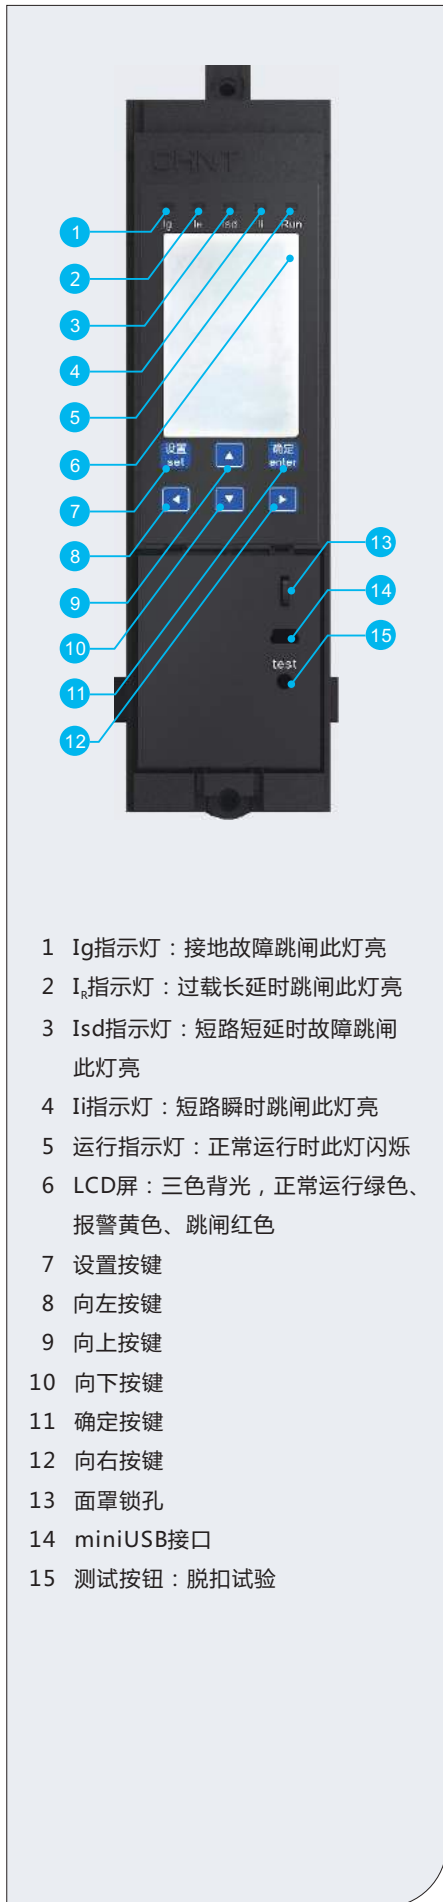 CHNT
Ig Ir Isd Ii Run
1
2
3
4
5
6
7
8
9
10
11
12
设置
set
确定
enter
13
14
15
test
1 Ig指示灯：接地故障跳闸此灯亮
2 IR指示灯：过载长延时跳闸此灯亮
3 Isd指示灯：短路短延时故障跳闸
此灯亮
4 Ii指示灯：短路瞬时跳闸此灯亮
5 运行指示灯：正常运行时此灯闪烁
6 LCD屏：三色背光，正常运行绿色、
报警黄色、跳闸红色
7 设置按键
8 向左按键
9 向上按键
10 向下按键
11 确定按键
12 向右按键
13 面罩锁孔
14 miniUSB接口
15 测试按钮：脱扣试验